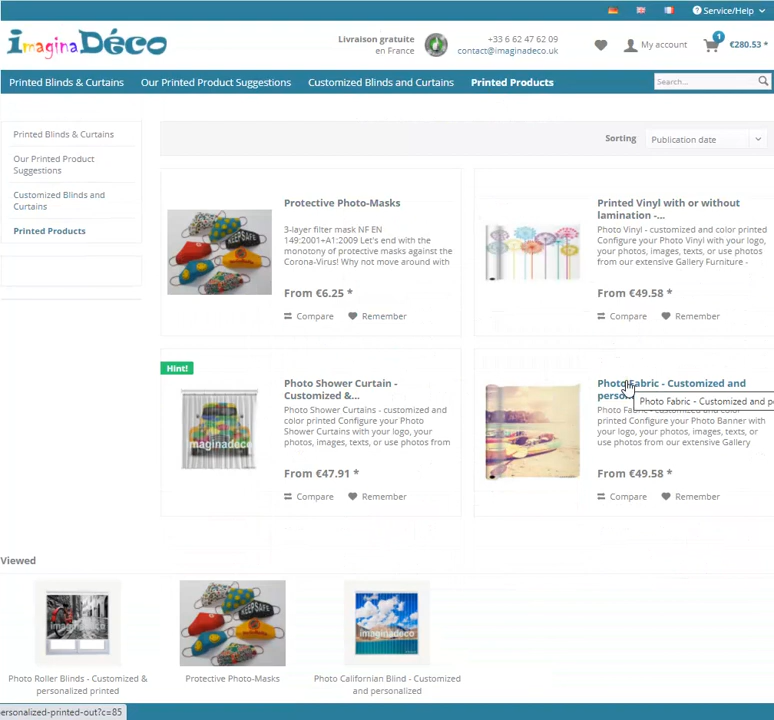 Service/Help
imaginaDéco
Livraison gratuite
en France
+33 6 62 47 62 09
contact@imaginadeco.uk
My account
1
€280.53 *
Printed Blinds & Curtains
Our Printed Product Suggestions
Customized Blinds and Curtains
Printed Products
Search...
Printed Blinds & Curtains
Our Printed Product
Suggestions
Customized Blinds and
Curtains
Printed Products
Sorting
Publication date
Protective Photo-Masks
3-layer filter mask NF EN
149:2001+A1:2009 Let's end with the
monotony of protective masks against the
Corona-Virus! Why not move around with
From €6.25 *
Compare
Remember
KEEPSAFE
Printed Vinyl with or without
lamination -...
Photo Vinyl - customized and color printed
Configure your Photo Vinyl with your logo,
your photos, images, texts, or use photos
from our extensive Gallery Furniture -
From €49.58 *
Compare
Remember
Hint!
imaginadeco
Photo Shower Curtain -
Customized &...
Photo Shower Curtains - customized and
color printed Configure your Photo
Shower Curtains with your logo, your
photos, images, texts, or use photos from
From €47.91 *
Compare
Remember
Photo Fabric - Customized and
Photo Fabric - Customized and p
printed Configure your Photo Banner with
your logo, your photos, images, texts, or
use photos from our extensive Gallery
From €49.58 *
Compare
Remember
Viewed
imaginadeco
KEEPSAFE
imaginadeco
Photo Roller Blinds - Customized &
personalized printed
Protective Photo-Masks
Photo Californian Blind - Customized
and personalized
ersonalized-printed-out?c=85